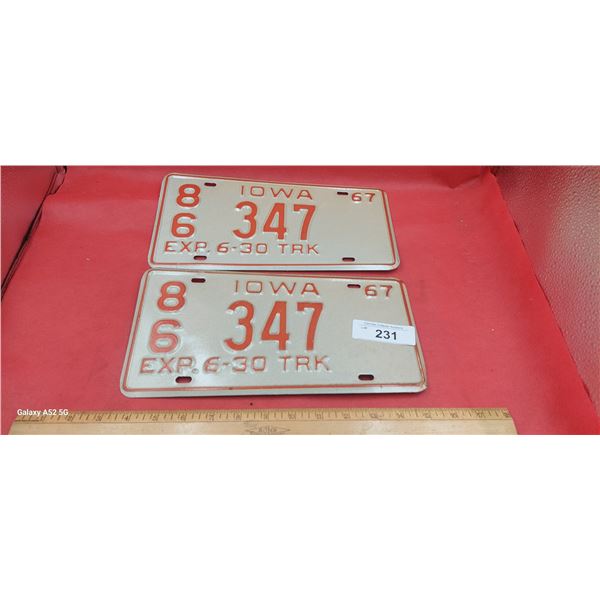 8 IOWA 67
6 347
EXP. 6-30 TRK
8 IOWA 67
6 347
EXP. 6-30 TRK
231
Galaxy A52 5G